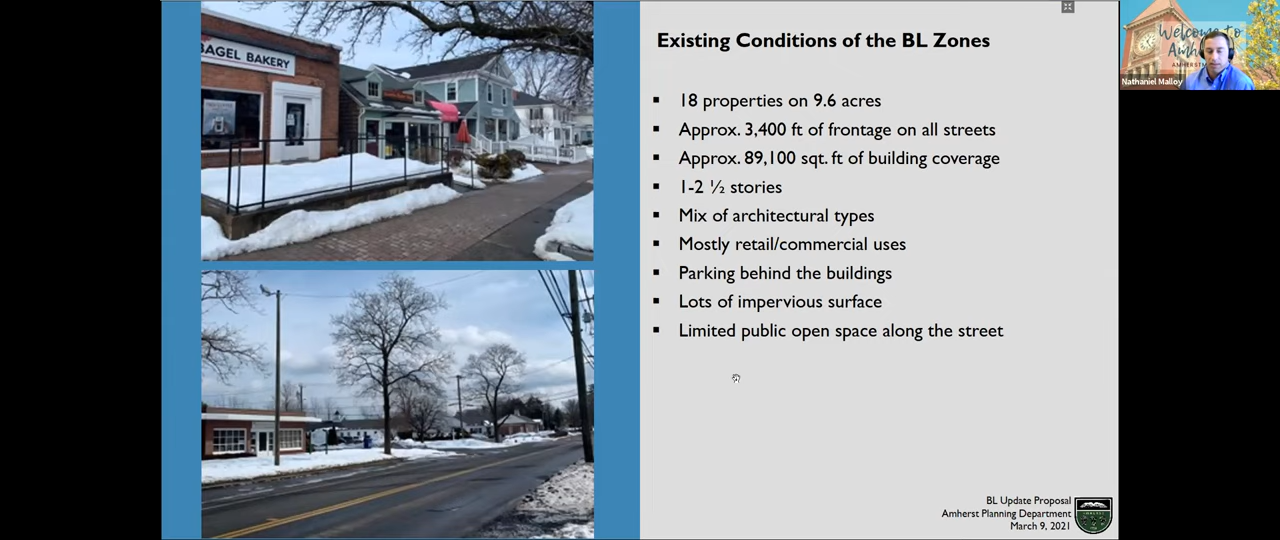 BAGEL BAKERY
Existing Conditions of the BL Zones
▪ 18 properties on 9.6 acres
▪ Approx. 3,400 ft of frontage on all streets
▪ Approx. 89,100 sqt. ft of building coverage
▪ 1-2 ½ stories
▪ Mix of architectural types
▪ Mostly retail/commercial uses
▪ Parking behind the buildings
▪ Lots of impervious surface
▪ Limited public open space along the street
BL Update Proposal
Amherst Planning Department
March 9, 2021
Welcome to
Nathaniel Malloy